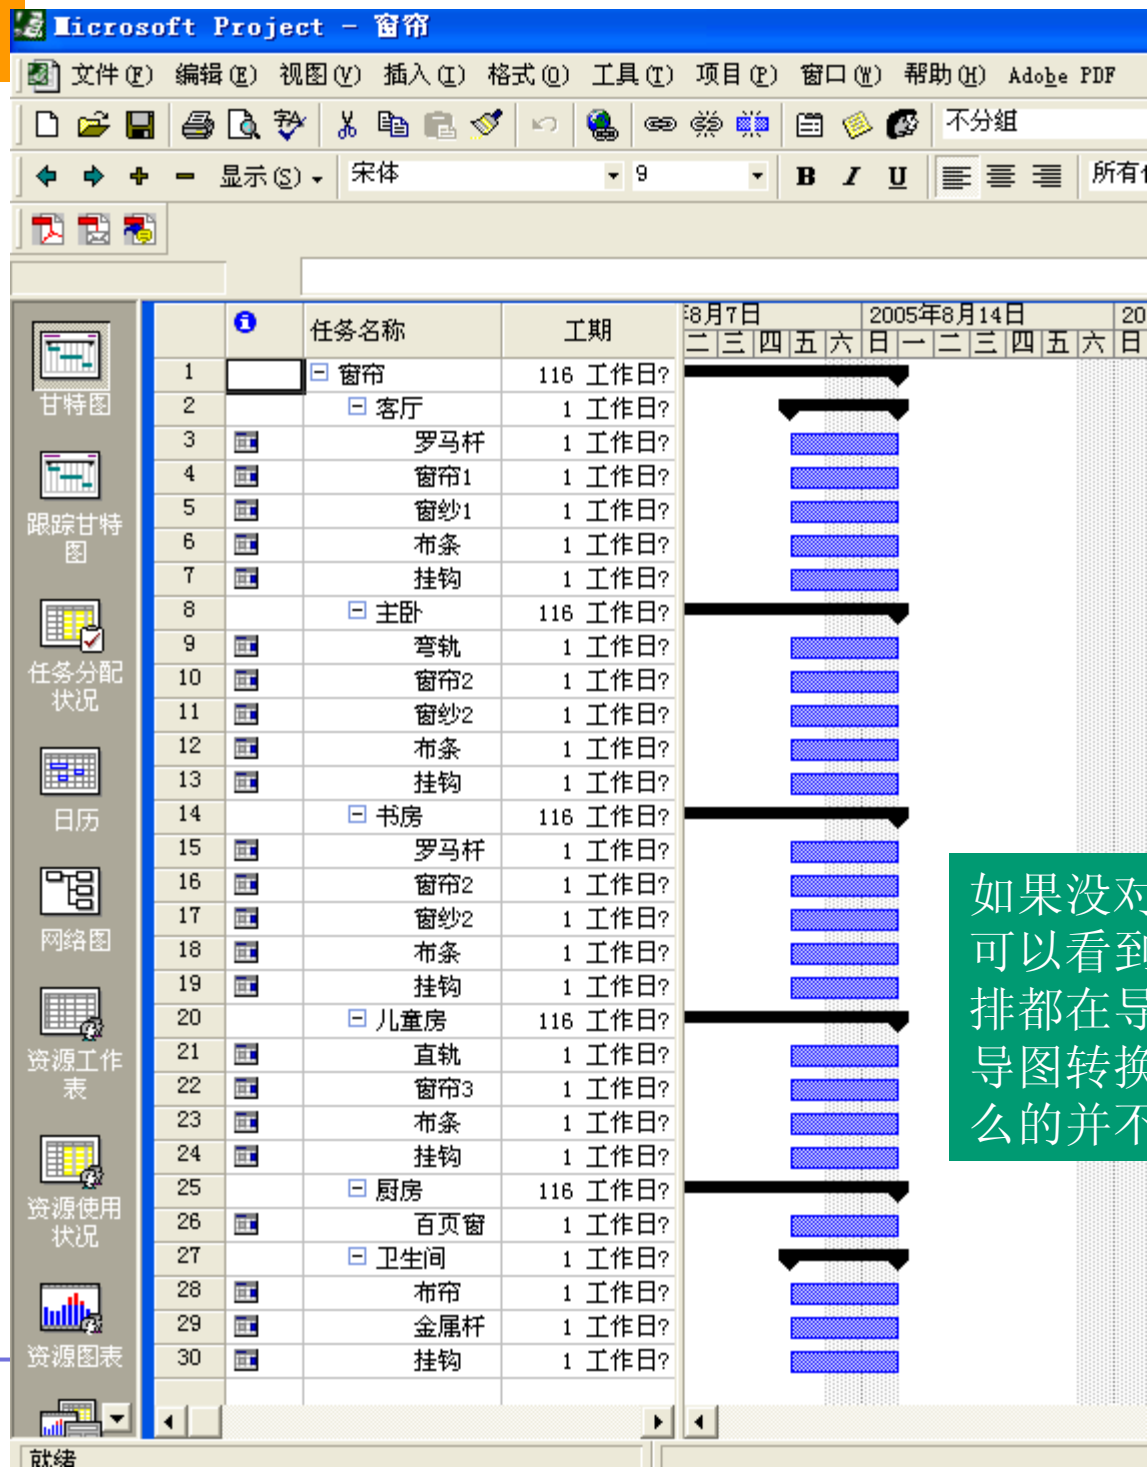 Microsoft Project - 窗帘
文件(F) 编辑(E) 视图(V) 插入(I) 格式(O) 工具(T) 项目(P) 窗口(W) 帮助(H) Adobe PDF
不分组
显示(S) 宋体 9 B I U 所有
任务名称 工期 8月7日 2005年8月14日 20
二 三 四 五 六 日 一 二 三 四 五 六 日
1 窗帘 116 工作日?
2 客厅 1 工作日?
3 罗马杆 1 工作日?
4 窗帘1 1 工作日?
5 窗纱1 1 工作日?
6 布条 1 工作日?
7 挂钩 1 工作日?
8 主卧 116 工作日?
9 弯轨 1 工作日?
10 窗帘2 1 工作日?
11 窗纱2 1 工作日?
12 布条 1 工作日?
13 挂钩 1 工作日?
14 书房 116 工作日?
15 罗马杆 1 工作日?
16 窗帘2 1 工作日?
17 窗纱2 1 工作日?
18 布条 1 工作日?
19 挂钩 1 工作日?
20 儿童房 116 工作日?
21 直轨 1 工作日?
22 窗帘3 1 工作日?
23 布条 1 工作日?
24 挂钩 1 工作日?
25 厨房 116 工作日?
26 百页窗 1 工作日?
27 卫生间 1 工作日?
28 布帘 1 工作日?
29 金属杆 1 工作日?
30 挂钩 1 工作日?
甘特图
跟踪甘特
图
任务分配
状况
日历
网络图
资源工作
表
资源使用
状况
资源图表
如果没对
可以看到
排都在导
导图转换
么的并不
就绪